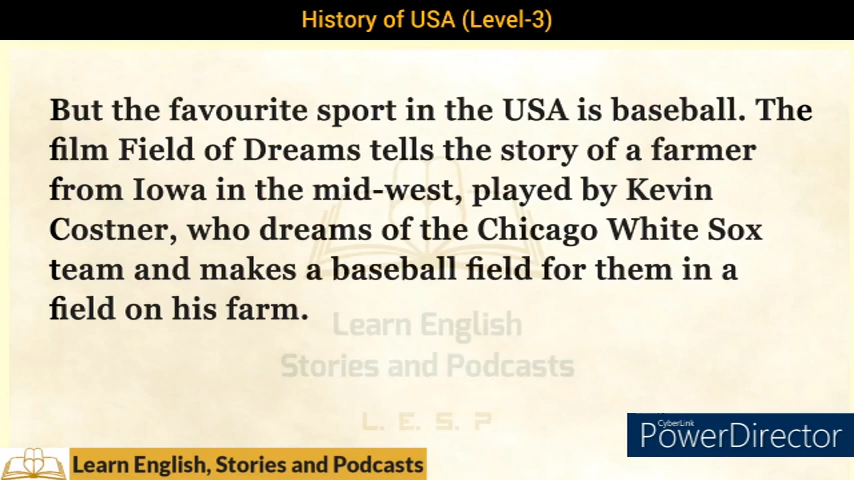 History of USA (Level-3)
But the favourite sport in the USA is baseball. The
film Field of Dreams tells the story of a farmer
from Iowa in the mid-west, played by Kevin
Costner, who dreams of the Chicago White Sox
team and makes a baseball field for them in a
field on his farm.
Learn English
Stories and Podcasts
L. E. S. P
CyberLink
PowerDirector
Learn English, Stories and Podcasts